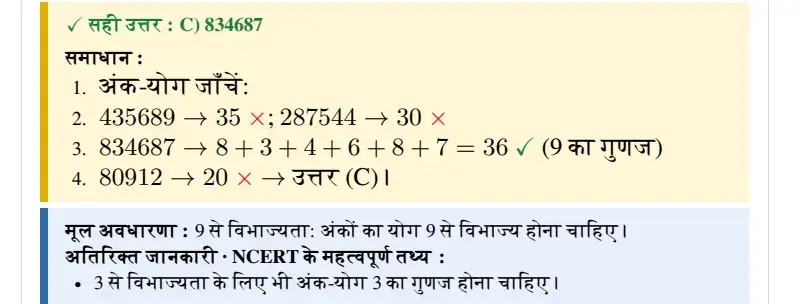 ✓ सही उत्तर : C) 834687
समाधान :
1. अंक-योग जाँचें:
2. 435689 → 35 ×; 287544 → 30 ×
3. 834687 → 8 + 3 + 4 + 6 + 8 + 7 = 36 ✓ (9 का गुणज)
4. 80912 → 20 × → उत्तर (C)।
मूल अवधारणा : 9 से विभाज्यता: अंकों का योग 9 से विभाज्य होना चाहिए।
अतिरिक्त जानकारी · NCERT के महत्वपूर्ण तथ्य :
• 3 से विभाज्यता के लिए भी अंक-योग 3 का गुणज होना चाहिए।